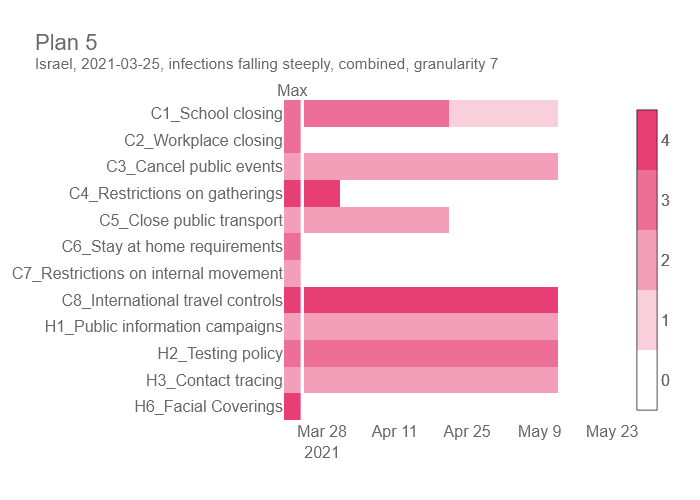 Plan 5
Israel, 2021-03-25, infections falling steeply, combined, granularity 7
Max
C1_School closing
C2_Workplace closing
C3_Cancel public events
C4_Restrictions on gatherings
C5_Close public transport
C6_Stay at home requirements
C7_Restrictions on internal movement
C8_International travel controls
H1_Public information campaigns
H2_Testing policy
H3_Contact tracing
H6_Facial Coverings
Mar 28 Apr 11 Apr 25 May 9 May 23
2021
4
3
2
1
0